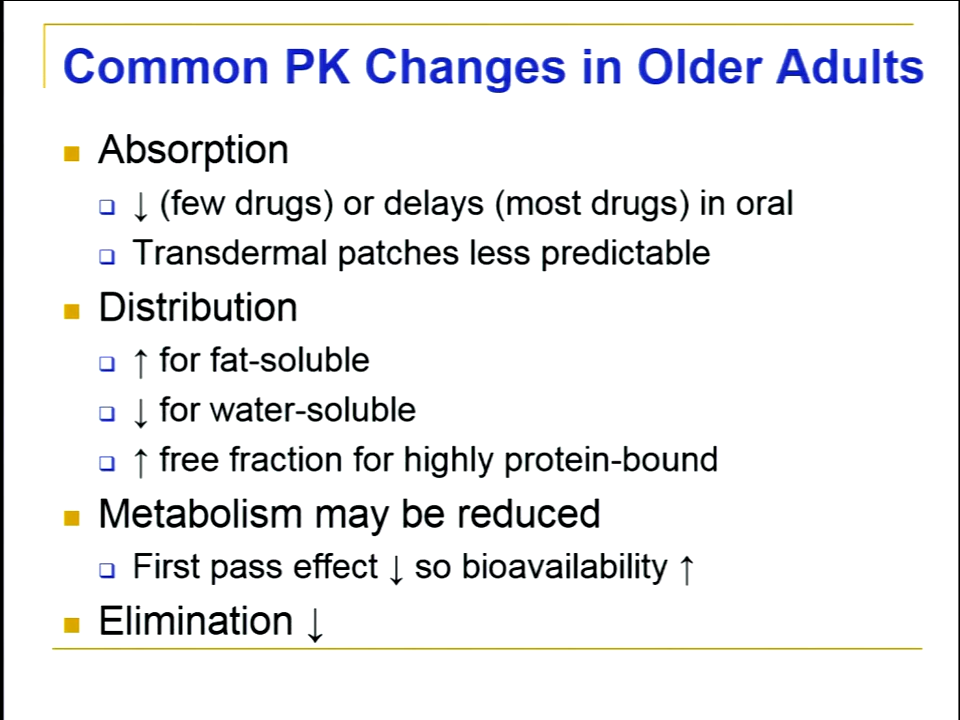 Common PK Changes in Older Adults
Absorption
↓ (few drugs) or delays (most drugs) in oral
Transdermal patches less predictable
Distribution
↑ for fat-soluble
↓ for water-soluble
↑ free fraction for highly protein-bound
Metabolism may be reduced
First pass effect ↓ so bioavailability ↑
Elimination ↓